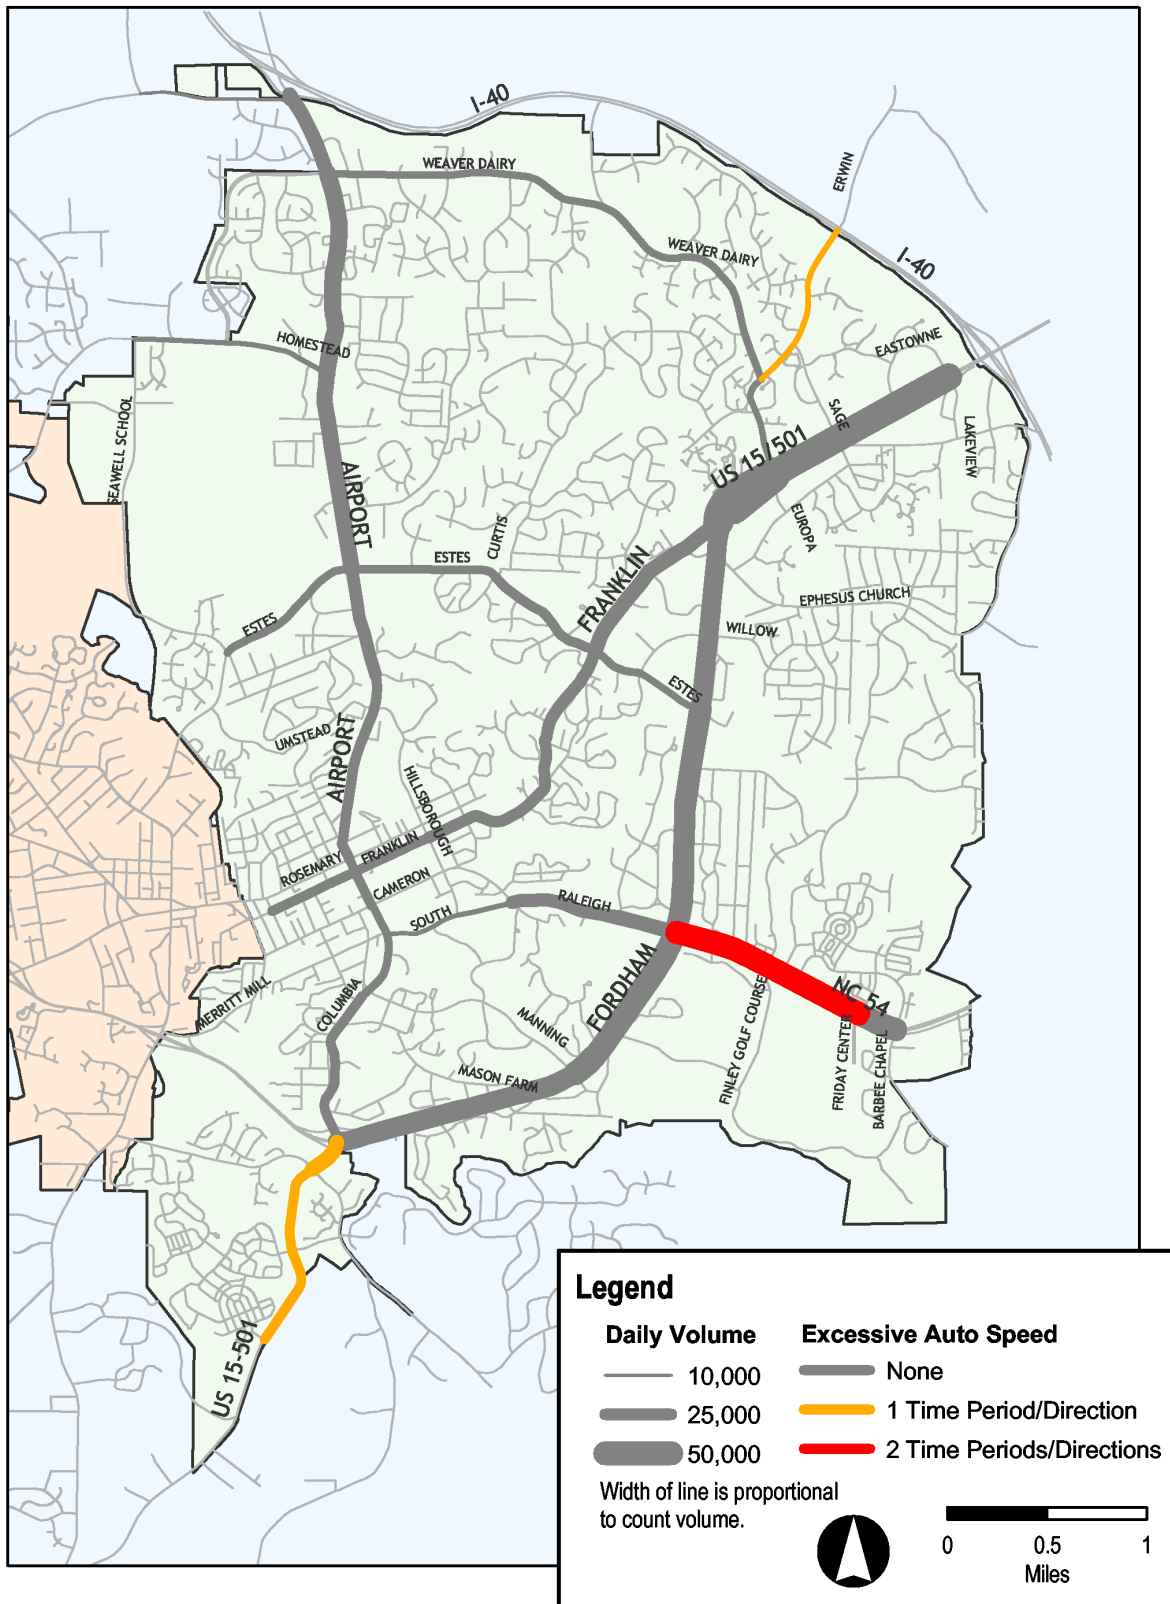 I-40
WEAVER DAIRY
ERWIN
WEAVER DAIRY
I-40
HOMESTEAD
EASTOWNE
SEAWELL SCHOOL
SAGE
LAKEVIEW
US 15/501
AIRPORT
EUROPA
CURTIS
ESTES
FRANKLIN
EPHESUS CHURCH
ESTES
WILLOW
ESTES
UMSTEAD
AIRPORT
HILLSBOROUGH
FRANKLIN
ROSEMARY
CAMERON
RALEIGH
SOUTH
FORDHAM
NC 54
MERRITT MILL
COLUMBIA
MANNING
FINLEY GOLF COURSE
FRIDAY CENTER
BARBEE CHAPEL
MASON FARM
US 15-501
Legend
Daily Volume
10,000
25,000
50,000
Width of line is proportional
to count volume.
Excessive Auto Speed
None
1 Time Period/Direction
2 Time Periods/Directions
0 0.5 1
Miles